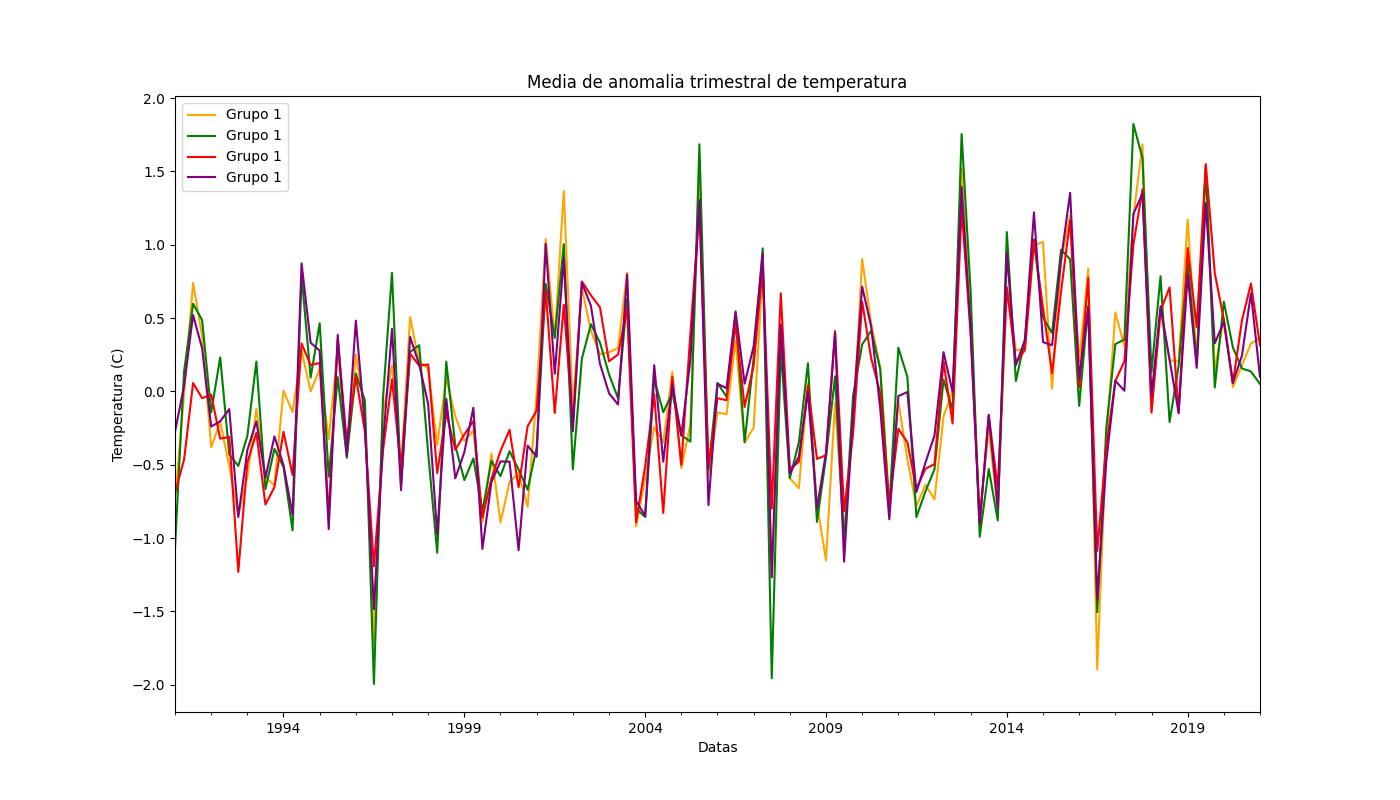 Media de anomalia trimestral de temperatura
2.0
1.5
1.0
0.5
0.0
−0.5
−1.0
−1.5
−2.0
Temperatura (C)
Grupo 1
Grupo 1
Grupo 1
Grupo 1
1994 1999 2004 2009 2014 2019
Datas